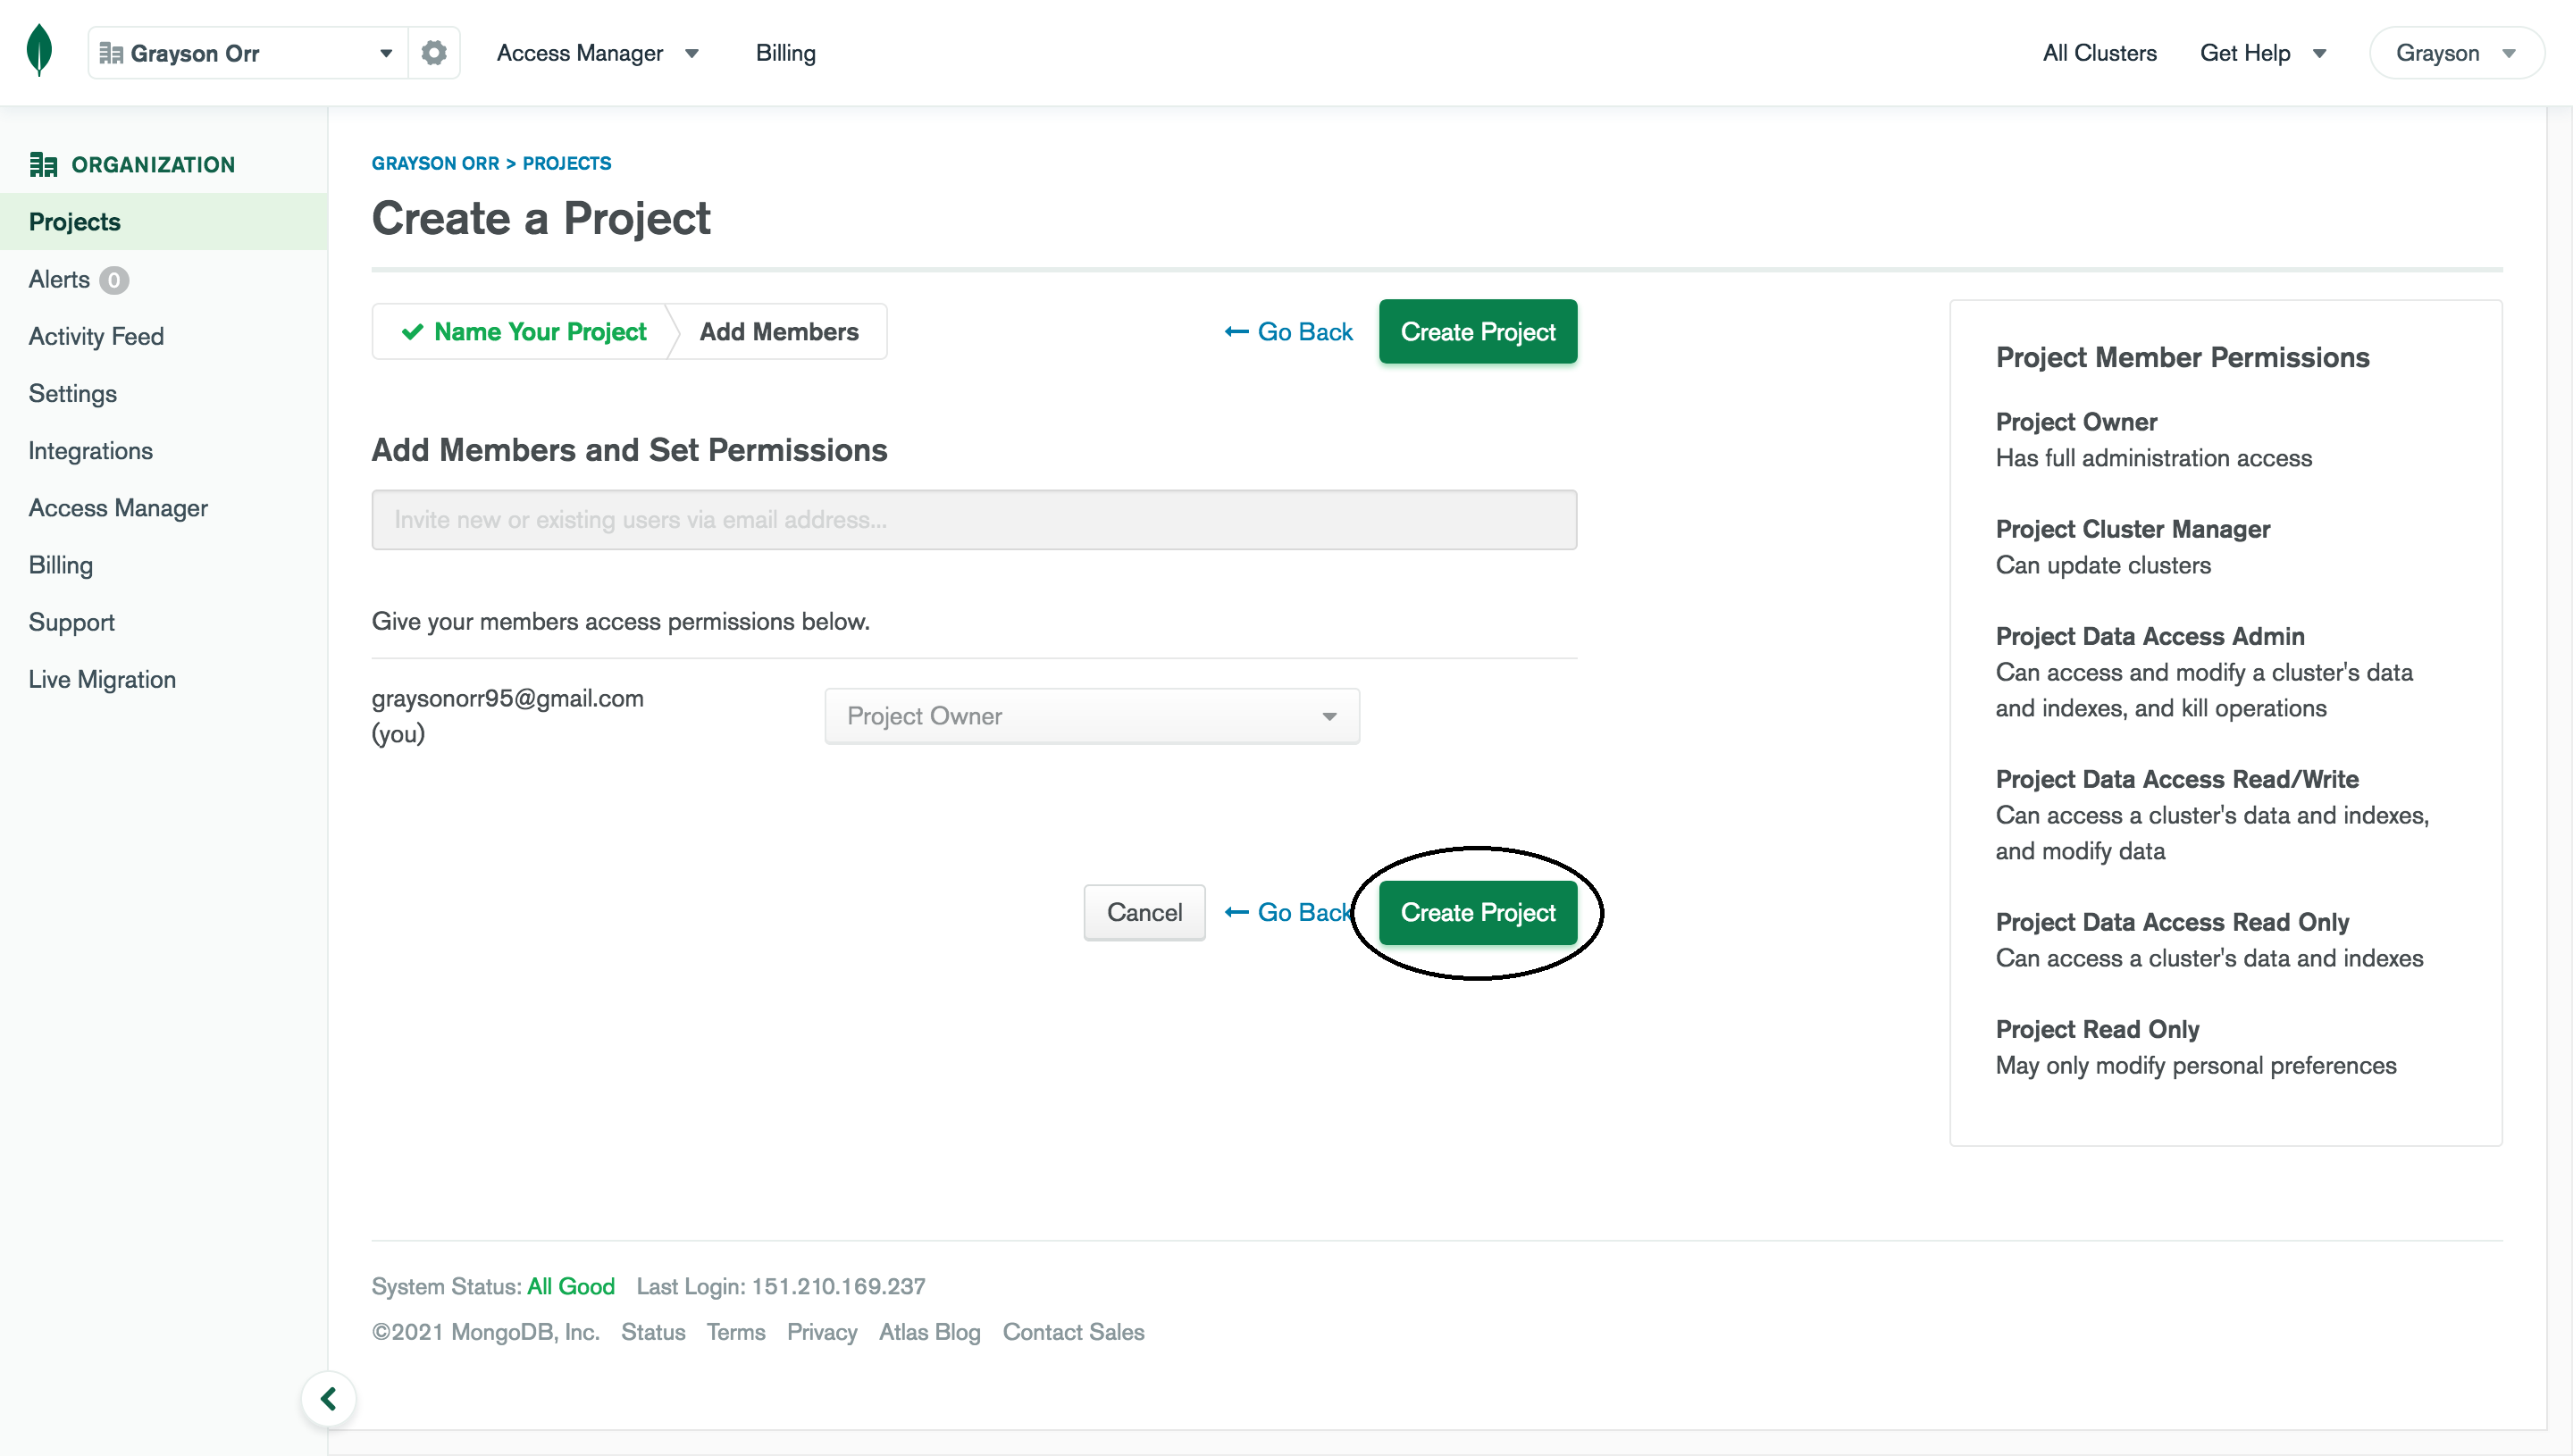 Grayson Orr
Access Manager
Billing
All Clusters
Get Help
Grayson
ORGANIZATION
Projects
Alerts 0
Activity Feed
Settings
Integrations
Access Manager
Billing
Support
Live Migration
GRAYSON ORR > PROJECTS
Create a Project
Name Your Project
Add Members
Go Back
Create Project
Add Members and Set Permissions
Invite new or existing users via email address...
Give your members access permissions below.
graysonorr95@gmail.com
(you)
Project Owner
Cancel
Go Back
Create Project
Project Member Permissions
Project Owner
Has full administration access
Project Cluster Manager
Can update clusters
Project Data Access Admin
Can access and modify a cluster's data
and indexes, and kill operations
Project Data Access Read/Write
Can access a cluster's data and indexes,
and modify data
Project Data Access Read Only
Can access a cluster's data and indexes
Project Read Only
May only modify personal preferences
System Status: All Good Last Login: 151.210.169.237
©2021 MongoDB, Inc. Status Terms Privacy Atlas Blog Contact Sales